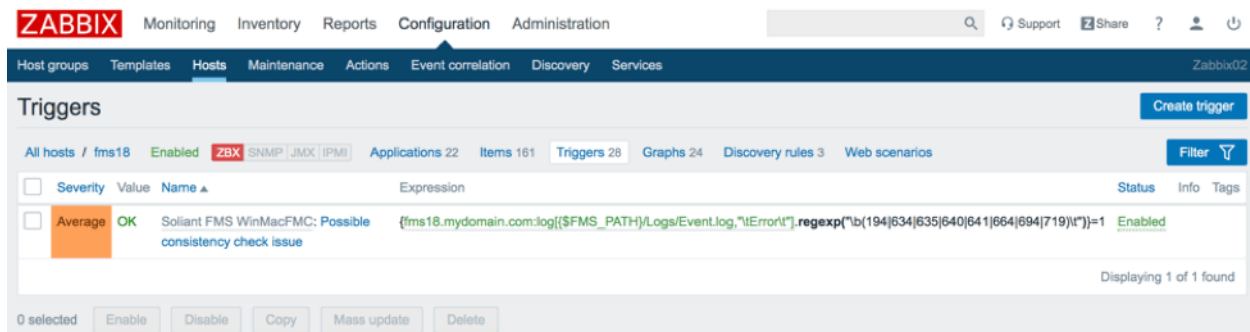 ZABBIX Monitoring Inventory Reports Configuration Administration Support Z Share ?
Host groups Templates Hosts Maintenance Actions Event correlation Discovery Services Zabbix02
Triggers Create trigger
All hosts / fms18 Enabled ZBX SNMP JMX IPMI Applications 22 Items 161 Triggers 28 Graphs 24 Discovery rules 3 Web scenarios Filter
Severity Value Name Expression Status Info Tags
Average OK Soliant FMS WinMacFMC: Possible {fms18.mydomain.com:log[{$FMS_PATH}/Logs/Event.log,"\tError\t"].regexp("\b(194|634|635|640|641|664|694|719)\t")}=1 Enabled
consistency check issue
Displaying 1 of 1 found
0 selected Enable Disable Copy Mass update Delete